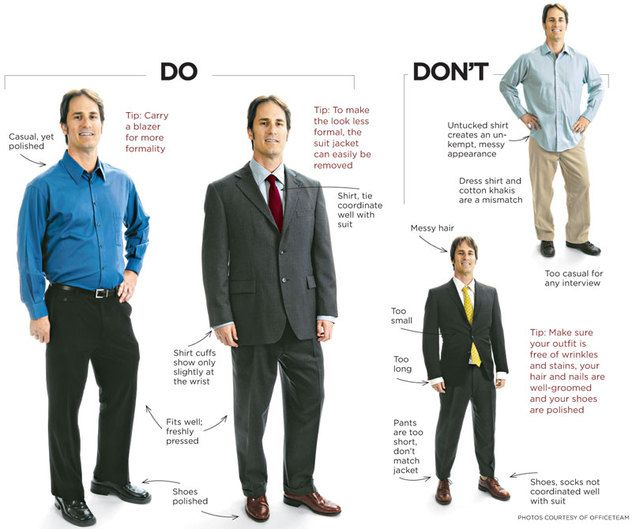 DO
DON'T
Casual, yet
polished
Tip: Carry
a blazer
for more
formality
Tip: To make
the look less
formal, the
suit jacket
can easily be
removed
Shirt, tie
coordinate
well with
suit
Shirt cuffs
show only
slightly at
the wrist
Fits well;
freshly
pressed
Shoes
polished
Untucked shirt
creates an un-
kempt, messy
appearance
Dress shirt and
cotton khakis
are a mismatch
Too casual for
any interview
Messy hair
Too
small
Too
long
Pants
are too
short,
don't
match
jacket
Tip: Make sure
your outfit is
free of wrinkles
and stains, your
hair and nails are
well-groomed
and your shoes
are polished
Shoes, socks not
coordinated well
with suit
PHOTOS COURTESY OF OFFICETEAM